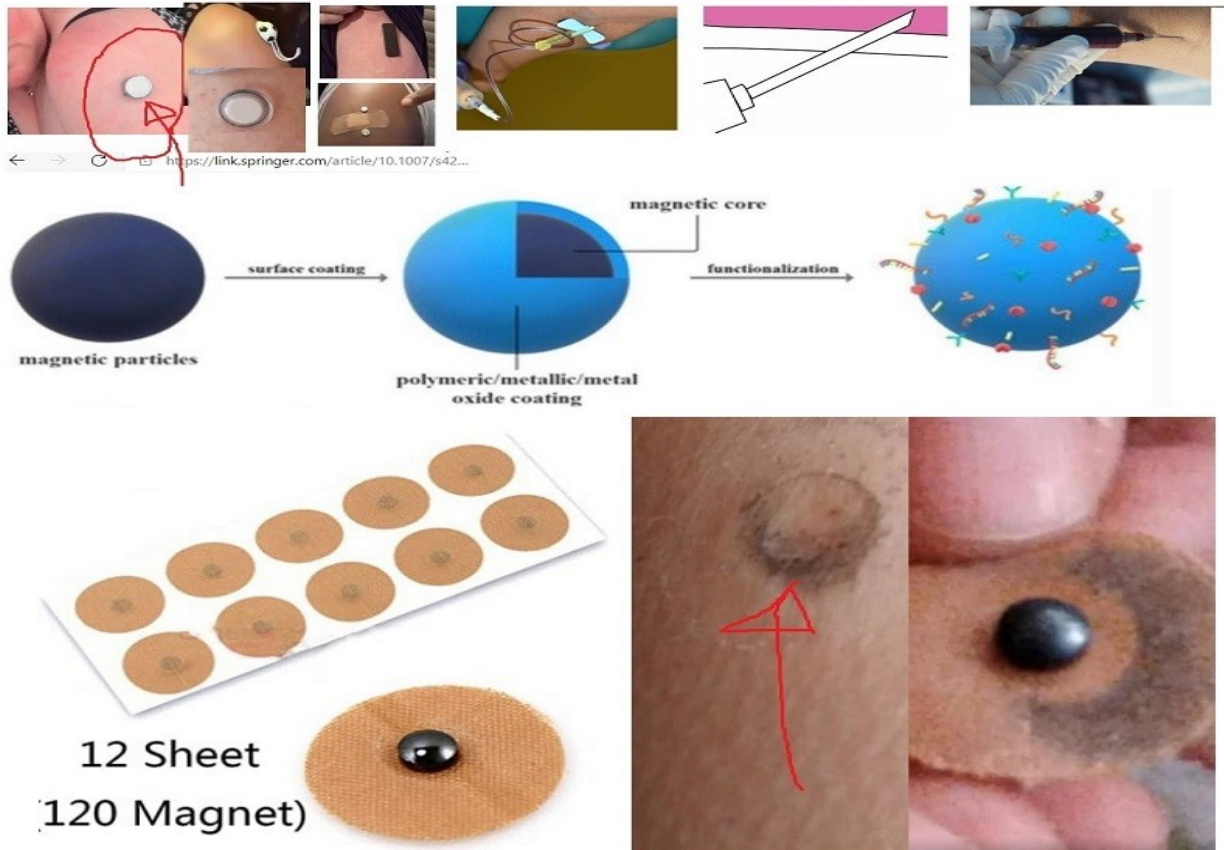 https://link.springer.com/article/10.1007/s42...
magnetic core
surface coating
functionalization
magnetic particles
polymeric/metallic/metal
oxide coating
12 Sheet
(120 Magnet)